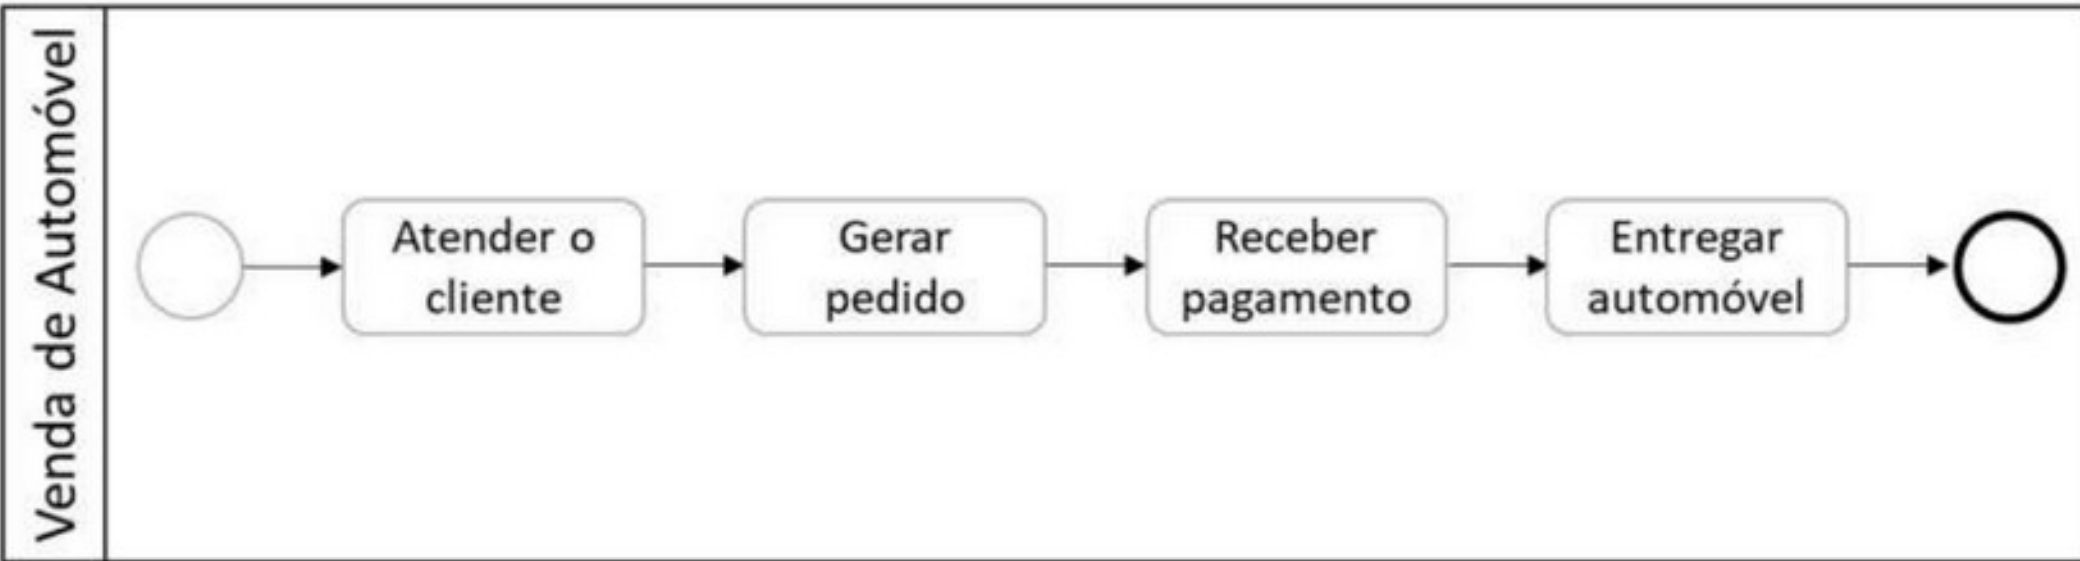 Venda de Automóvel
Atender o
cliente
Gerar
pedido
Receber
pagamento
Entregar
automóvel